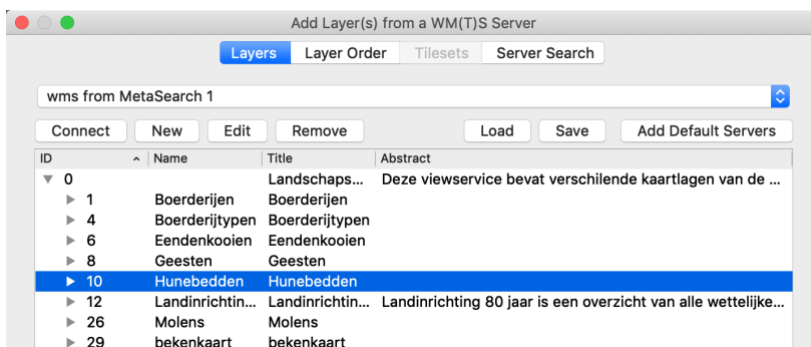 Add Layer(s) from a WM(T)S Server
Layers Layer Order Tilesets Server Search
wms from MetaSearch 1
Connect New Edit Remove Load Save Add Default Servers
ID Name Title Abstract
0 Landschaps... Deze viewservice bevat verschilende kaartlagen van de ...
1 Boerderijen Boerderijen
4 Boerderijtypen Boerderijtypen
6 Eendenkooien Eendenkooien
8 Geesten Geesten
10 Hunebedden Hunebedden
12 Landinrichtin... Landinrichtin... Landinrichting 80 jaar is een overzicht van alle wettelijke...
26 Molens Molens
29 bekenkaart bekenkaart